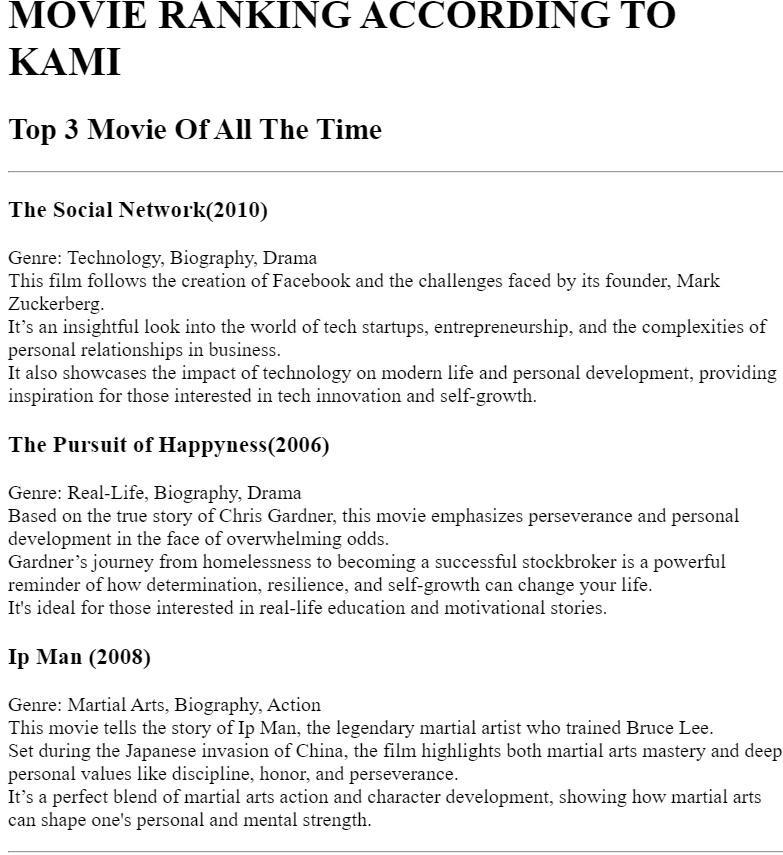 MOVIE RANKING ACCORDING TO
KAMI
Top 3 Movie Of All The Time
The Social Network(2010)
Genre: Technology, Biography, Drama
This film follows the creation of Facebook and the challenges faced by its founder, Mark
Zuckerberg.
It’s an insightful look into the world of tech startups, entrepreneurship, and the complexities of
personal relationships in business.
It also showcases the impact of technology on modern life and personal development, providing
inspiration for those interested in tech innovation and self-growth.
The Pursuit of Happyness(2006)
Genre: Real-Life, Biography, Drama
Based on the true story of Chris Gardner, this movie emphasizes perseverance and personal
development in the face of overwhelming odds.
Gardner’s journey from homelessness to becoming a successful stockbroker is a powerful
reminder of how determination, resilience, and self-growth can change your life.
It's ideal for those interested in real-life education and motivational stories.
Ip Man (2008)
Genre: Martial Arts, Biography, Action
This movie tells the story of Ip Man, the legendary martial artist who trained Bruce Lee.
Set during the Japanese invasion of China, the film highlights both martial arts mastery and deep
personal values like discipline, honor, and perseverance.
It’s a perfect blend of martial arts action and character development, showing how martial arts
can shape one's personal and mental strength.